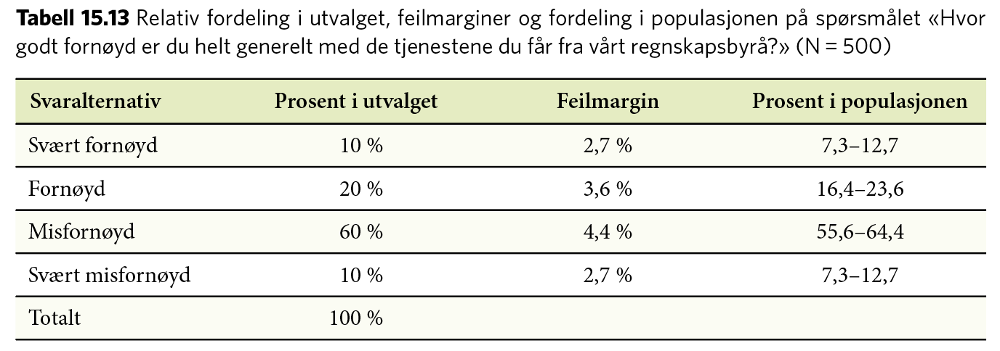 Tabell 15.13 Relativ fordeling i utvalget, feilmarginer og fordeling i populasjonen på spørsmålet «Hvor
godt fornøyd er du helt generelt med de tjenestene du får fra vårt regnskapsbyrå?» (N = 500)
Svaralternativ Prosent i utvalget Feilmargin Prosent i populasjonen
Svært fornøyd 10 % 2,7 % 7,3–12,7
Fornøyd 20 % 3,6 % 16,4–23,6
Misfornøyd 60 % 4,4 % 55,6–64,4
Svært misfornøyd 10 % 2,7 % 7,3–12,7
Totalt 100 %